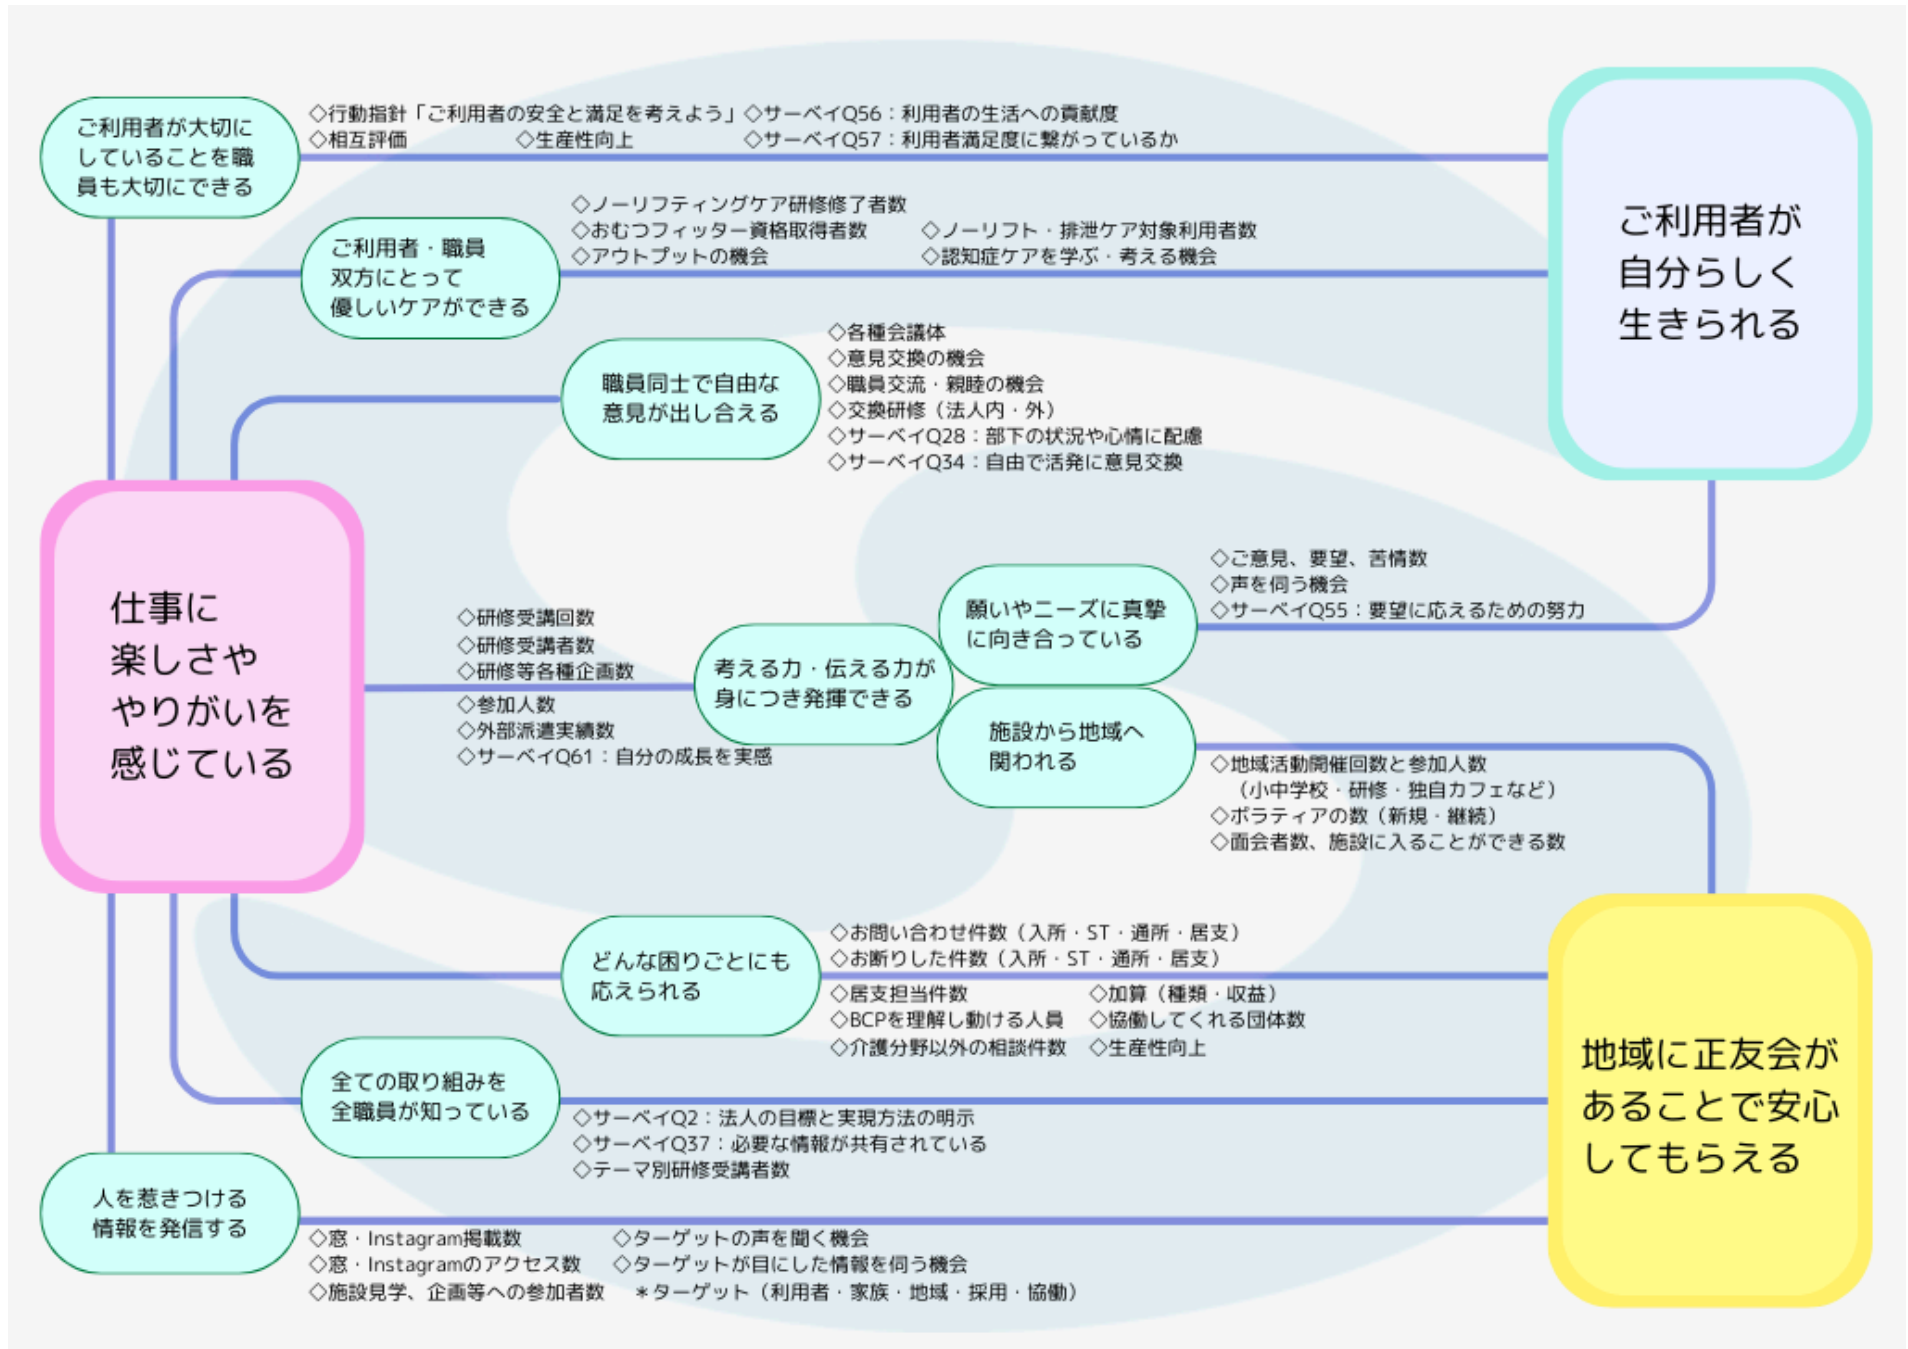 ご利用者が大切に
していることを職
員も大切にできる
◇行動指針「ご利用者の安全と満足を考えよう」◇サーベイQ56：利用者の生活への貢献度
◇相互評価　◇生産性向上　◇サーベイQ57：利用者満足度に繋がっているか
ご利用者が
自分らしく
生きられる
ご利用者・職員
双方にとって
優しいケアができる
◇ノーリフティングケア研修修了者数
◇おむつフィッター資格取得者数　◇ノーリフト・排泄ケア対象利用者数
◇アウトプットの機会　◇認知症ケアを学ぶ・考える機会
職員同士で自由な
意見が出し合える
◇各種会議体
◇意見交換の機会
◇職員交流・親睦の機会
◇交換研修（法人内・外）
◇サーベイQ28：部下の状況や心情に配慮
◇サーベイQ34：自由で活発に意見交換
仕事に
楽しさや
やりがいを
感じている
◇研修受講回数
◇研修受講者数
◇研修等各種企画数
◇参加人数
◇外部派遣実績数
◇サーベイQ61：自分の成長を実感
考える力・伝える力が
身につき発揮できる
願いやニーズに真摯
に向き合っている
◇ご意見、要望、苦情数
◇声を伺う機会
◇サーベイQ55：要望に応えるための努力
施設から地域へ
関われる
◇地域活動開催回数と参加人数
（小中学校・研修・独自カフェなど）
◇ボラティアの数（新規・継続）
◇面会者数、施設に入ることができる数
どんな困りごとにも
応えられる
◇お問い合わせ件数（入所・ST・通所・居支）
◇お断りした件数（入所・ST・通所・居支）
◇居支担当件数　◇加算（種類・収益）
◇BCPを理解し動ける人員　◇協働してくれる団体数
◇介護分野以外の相談件数　◇生産性向上
地域に正友会が
あることで安心
してもらえる
全ての取り組みを
全職員が知っている
◇サーベイQ2：法人の目標と実現方法の明示
◇サーベイQ37：必要な情報が共有されている
◇テーマ別研修受講者数
人を惹きつける
情報を発信する
◇窓・Instagram掲載数　◇ターゲットの声を聞く機会
◇窓・Instagramのアクセス数　◇ターゲットが目にした情報を伺う機会
◇施設見学、企画等への参加者数　＊ターゲット（利用者・家族・地域・採用・協働）